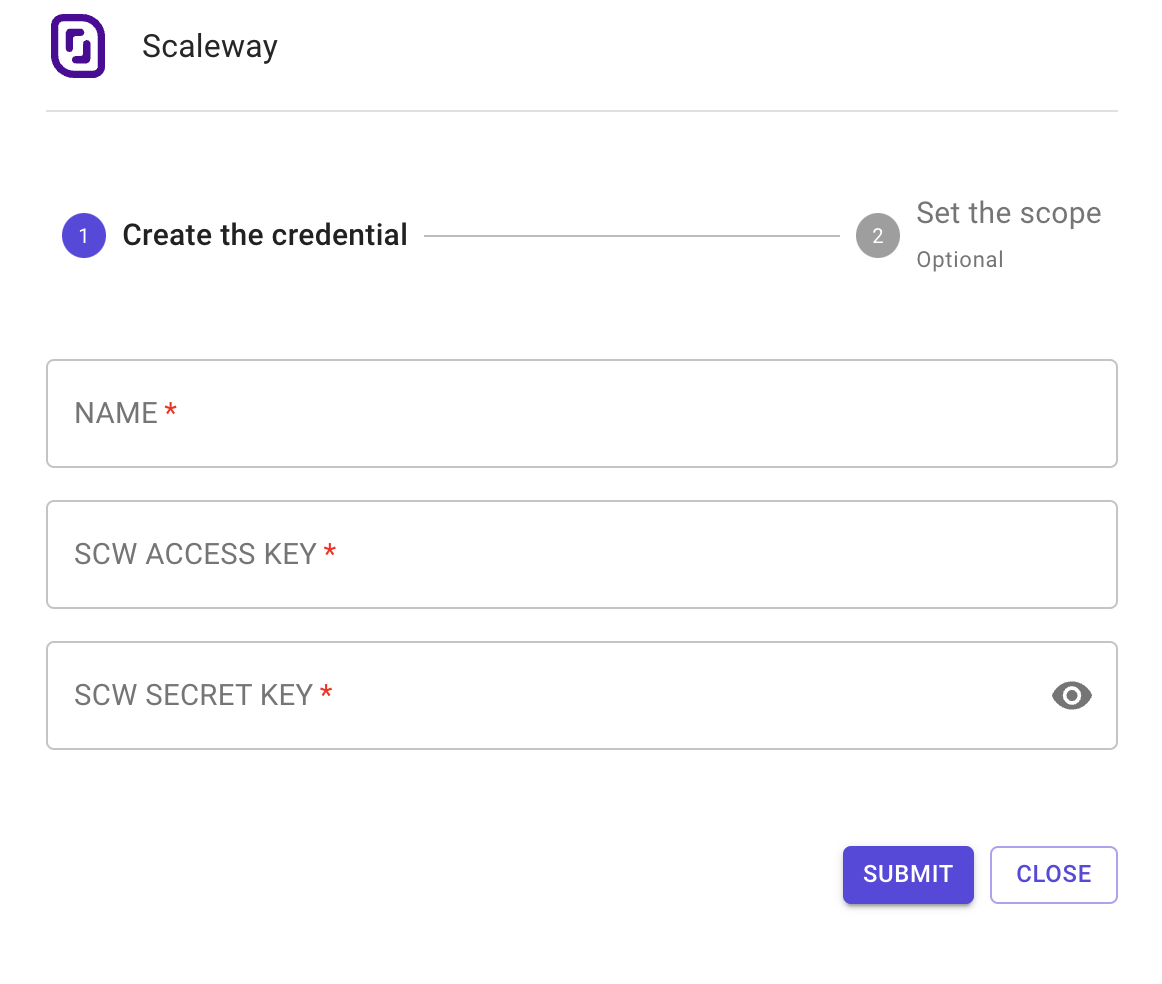 Scaleway
1 Create the credential
2 Set the scope
Optional
NAME *
SCW ACCESS KEY *
SCW SECRET KEY *
SUBMIT CLOSE